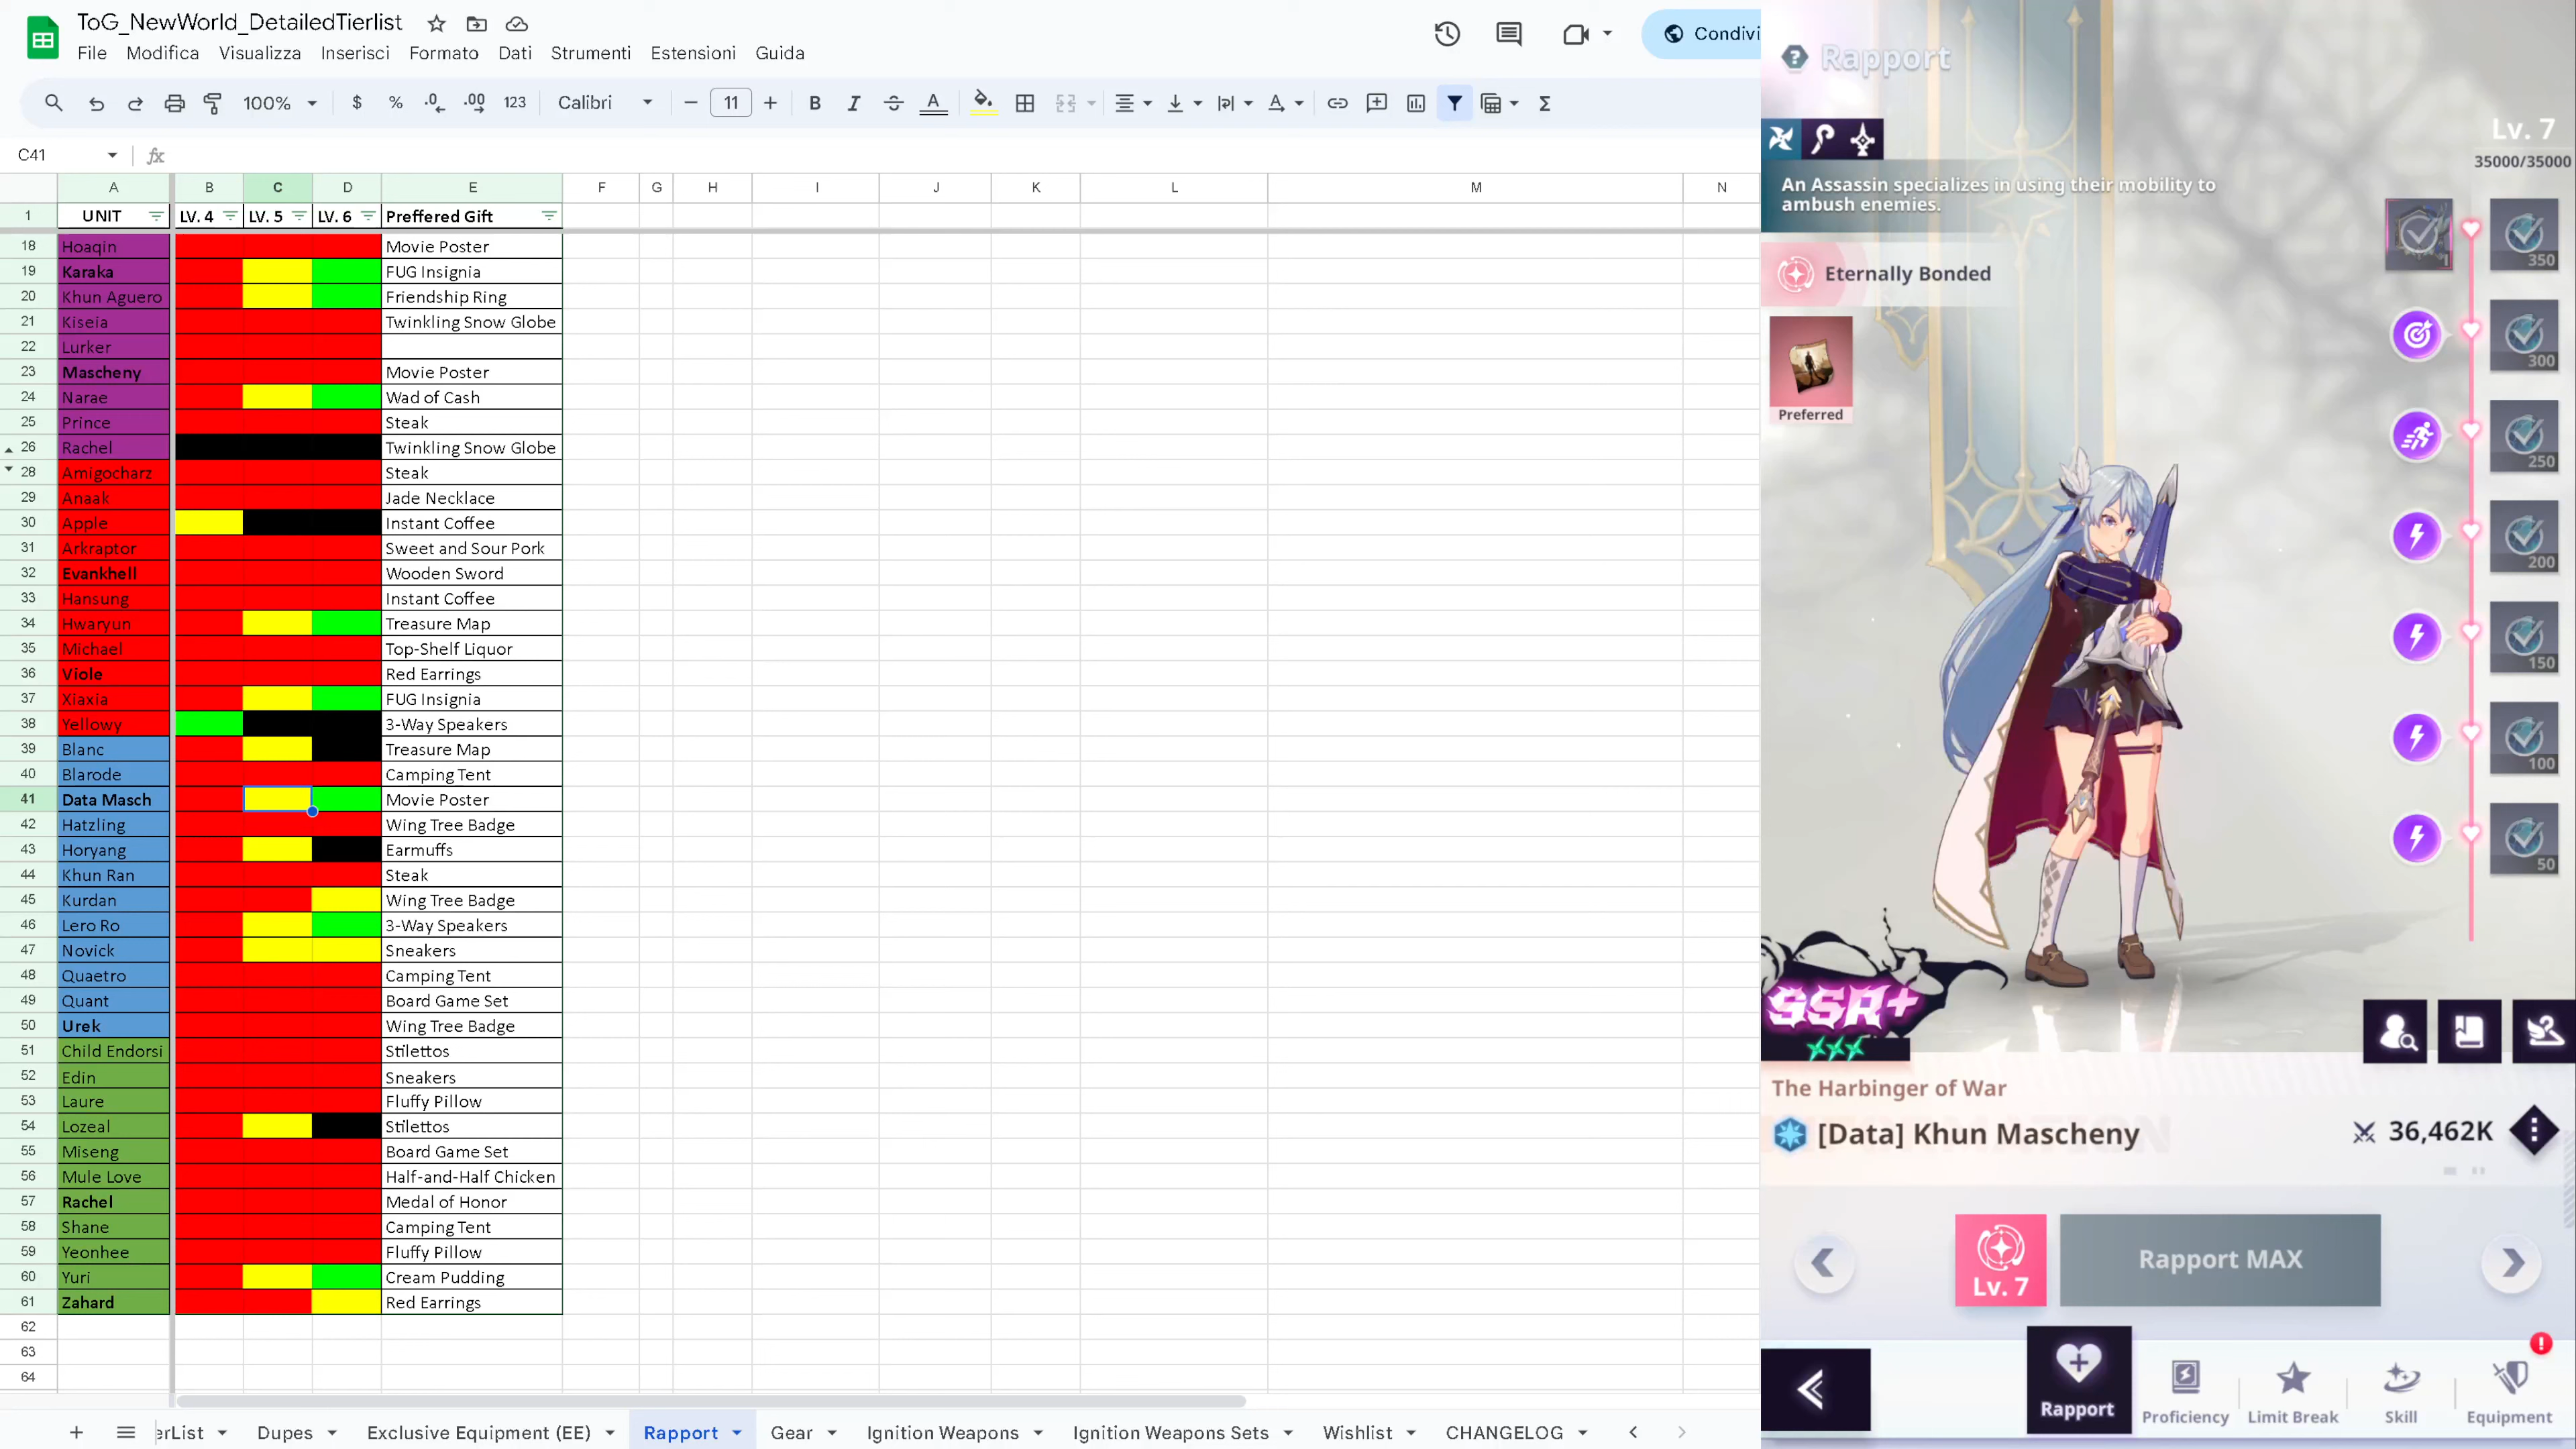 ToG_NewWorld_DetailedTierlist
File Modifica Visualizza Inserisci Formato Dati Strumenti Estensioni Guida
Condivi
100% $ % .0 .00 123 Calibri 11 B I A Σ
C41 fx
A B C D E F G H I J K L M N
1 UNIT LV. 4 LV. 5 LV. 6 Preffered Gift
18 Hoaqin Movie Poster
19 Karaka FUG Insignia
20 Khun Aguero Friendship Ring
21 Kiseia Twinkling Snow Globe
22 Lurker
23 Mascheny Movie Poster
24 Narae Wad of Cash
25 Prince Steak
26 Rachel Twinkling Snow Globe
28 Amigocharz Steak
29 Anaak Jade Necklace
30 Apple Instant Coffee
31 Arkraptor Sweet and Sour Pork
32 Evankhell Wooden Sword
33 Hansung Instant Coffee
34 Hwaryun Treasure Map
35 Michael Top-Shelf Liquor
36 Viole Red Earrings
37 Xiaxia FUG Insignia
38 Yellowy 3-Way Speakers
39 Blanc Treasure Map
40 Blarode Camping Tent
41 Data Masch Movie Poster
42 Hatzling Wing Tree Badge
43 Horyang Earmuffs
44 Khun Ran Steak
45 Kurdan Wing Tree Badge
46 Lero Ro 3-Way Speakers
47 Novick Sneakers
48 Quaetro Camping Tent
49 Quant Board Game Set
50 Urek Wing Tree Badge
51 Child Endorsi Stilettos
52 Edin Sneakers
53 Laure Fluffy Pillow
54 Lozeal Stilettos
55 Miseng Board Game Set
56 Mule Love Half-and-Half Chicken
57 Rachel Medal of Honor
58 Shane Camping Tent
59 Yeonhee Fluffy Pillow
60 Yuri Cream Pudding
61 Zahard Red Earrings
62
63
64
erList Dupes Exclusive Equipment (EE) Rapport Gear Ignition Weapons Ignition Weapons Sets Wishlist CHANGELOG
Rapport
Lv. 7
35000/35000
An Assassin specializes in using their mobility to
ambush enemies.
Eternally Bonded
Preferred
I
350
300
250
200
150
100
50
SSR+
The Harbinger of War
[Data] Khun Mascheny
36,462K
Lv. 7
Rapport MAX
Rapport Proficiency Limit Break Skill Equipment